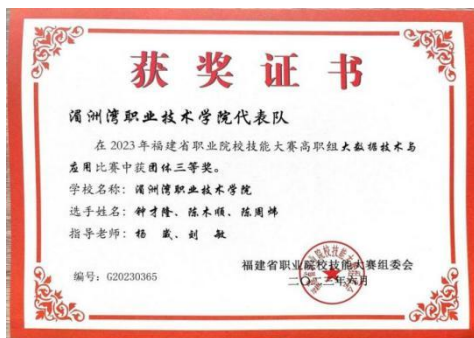 获奖证书
湄洲湾职业技术学院代表队
在2023年福建省职业院校技能大赛高职组大数据技术与
应用比赛中获团体三等奖。
学校名称：湄洲湾职业技术学院
选手姓名：钟才隆、陈木顺、陈周炜
指导老师：杨威、刘敏
编号：G20230365
福建省职业院校技能大赛组委会
二〇二三年六月